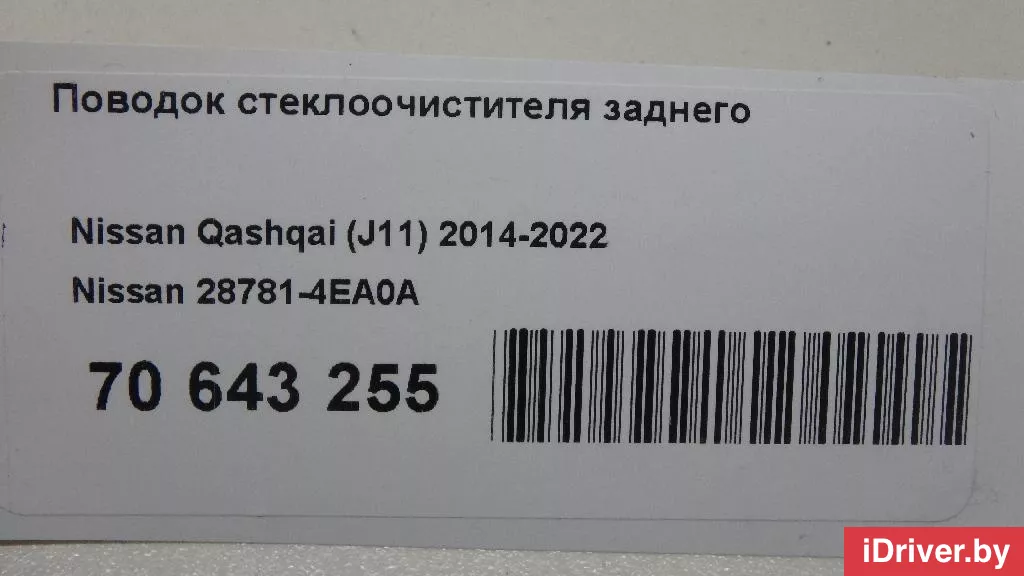 Поводок стеклоочистителя заднего
Nissan Qashqai (J11) 2014-2022
Nissan 28781-4EA0A
70 643 255
iDriver.by